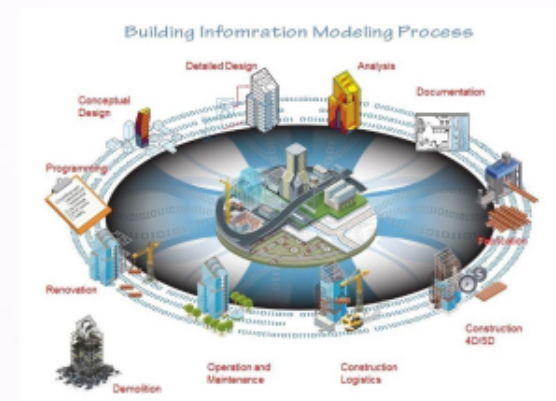 Building Infomration Modeling Process
Detailed Design
Analysis
Conceptual
Design
Documentation
Programming
Fabrication
Renovation
Construction
4D/5D
Operation and
Maintenance
Construction
Logistics
Demolition